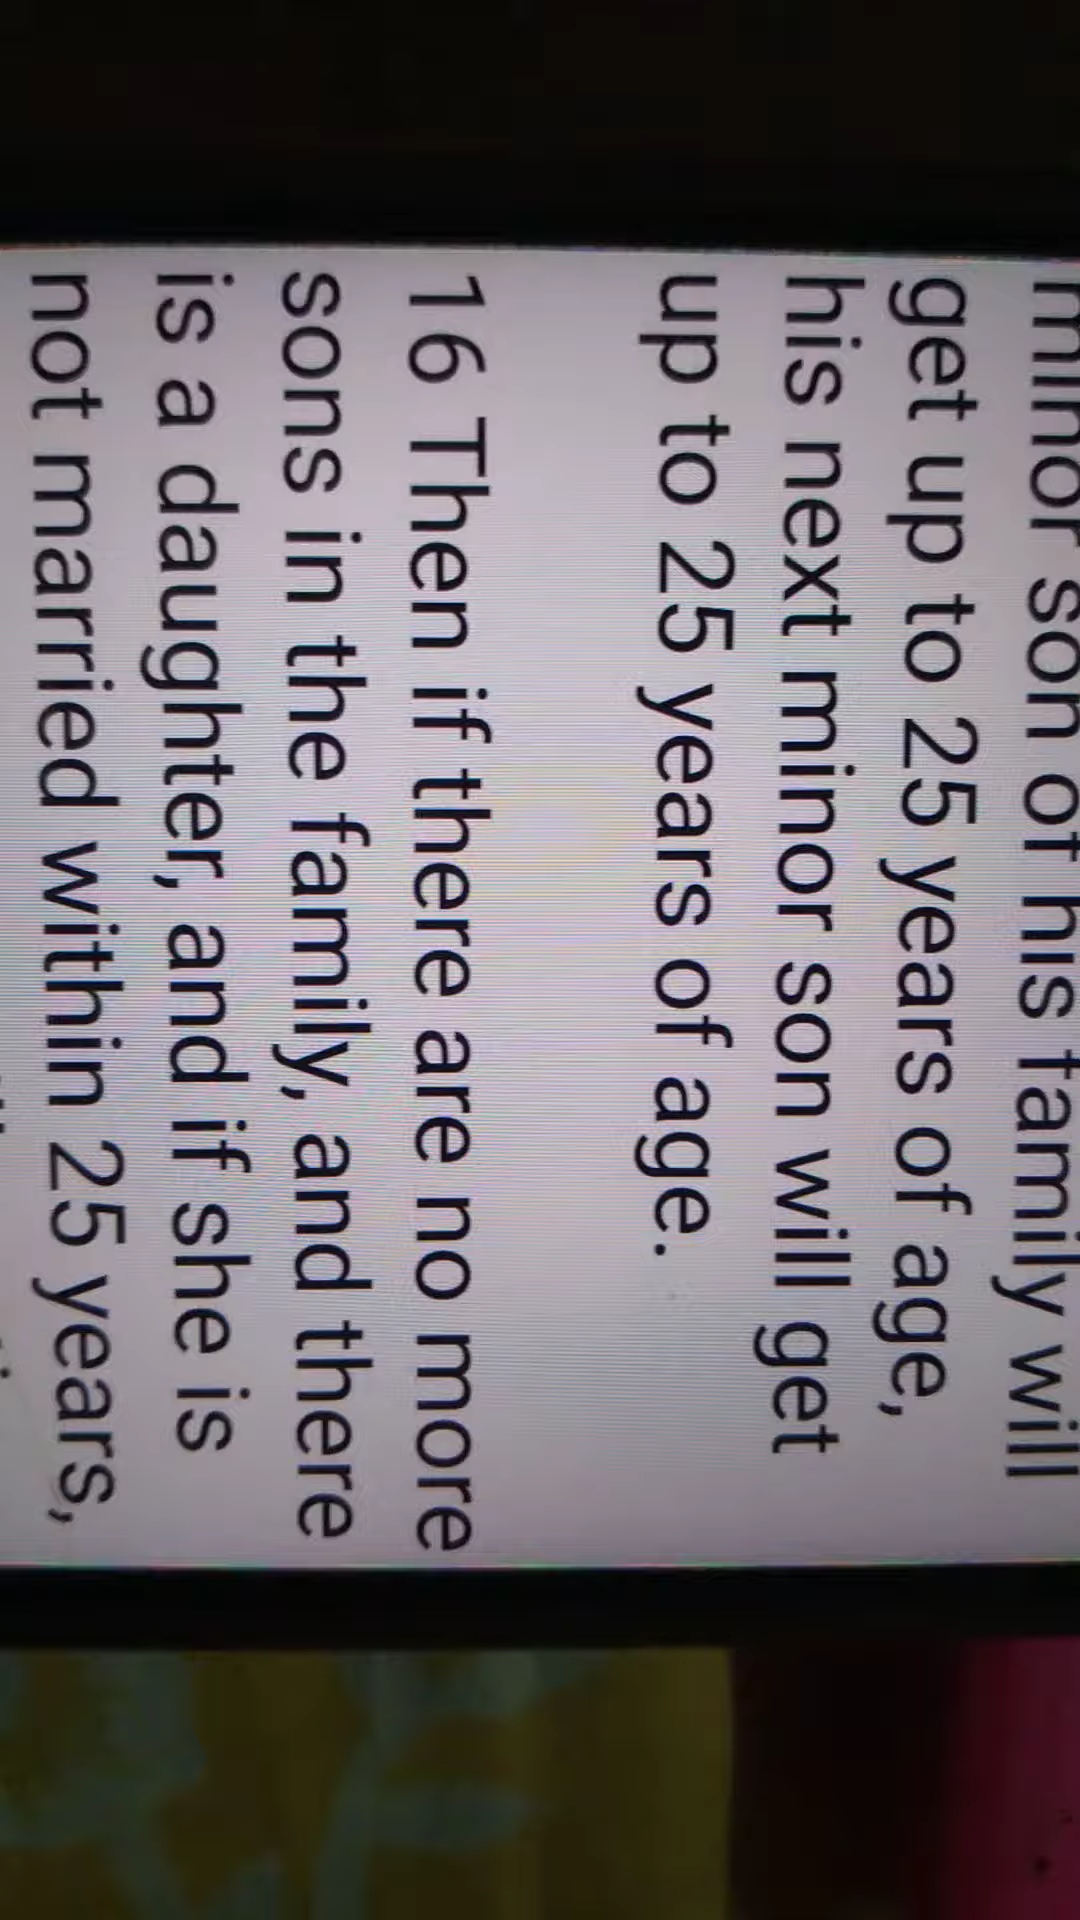 minor son of his family will
get up to 25 years of age,
his next minor son will get
up to 25 years of age.
16 Then if there are no more
sons in the family, and there
is a daughter, and if she is
not married within 25 years,